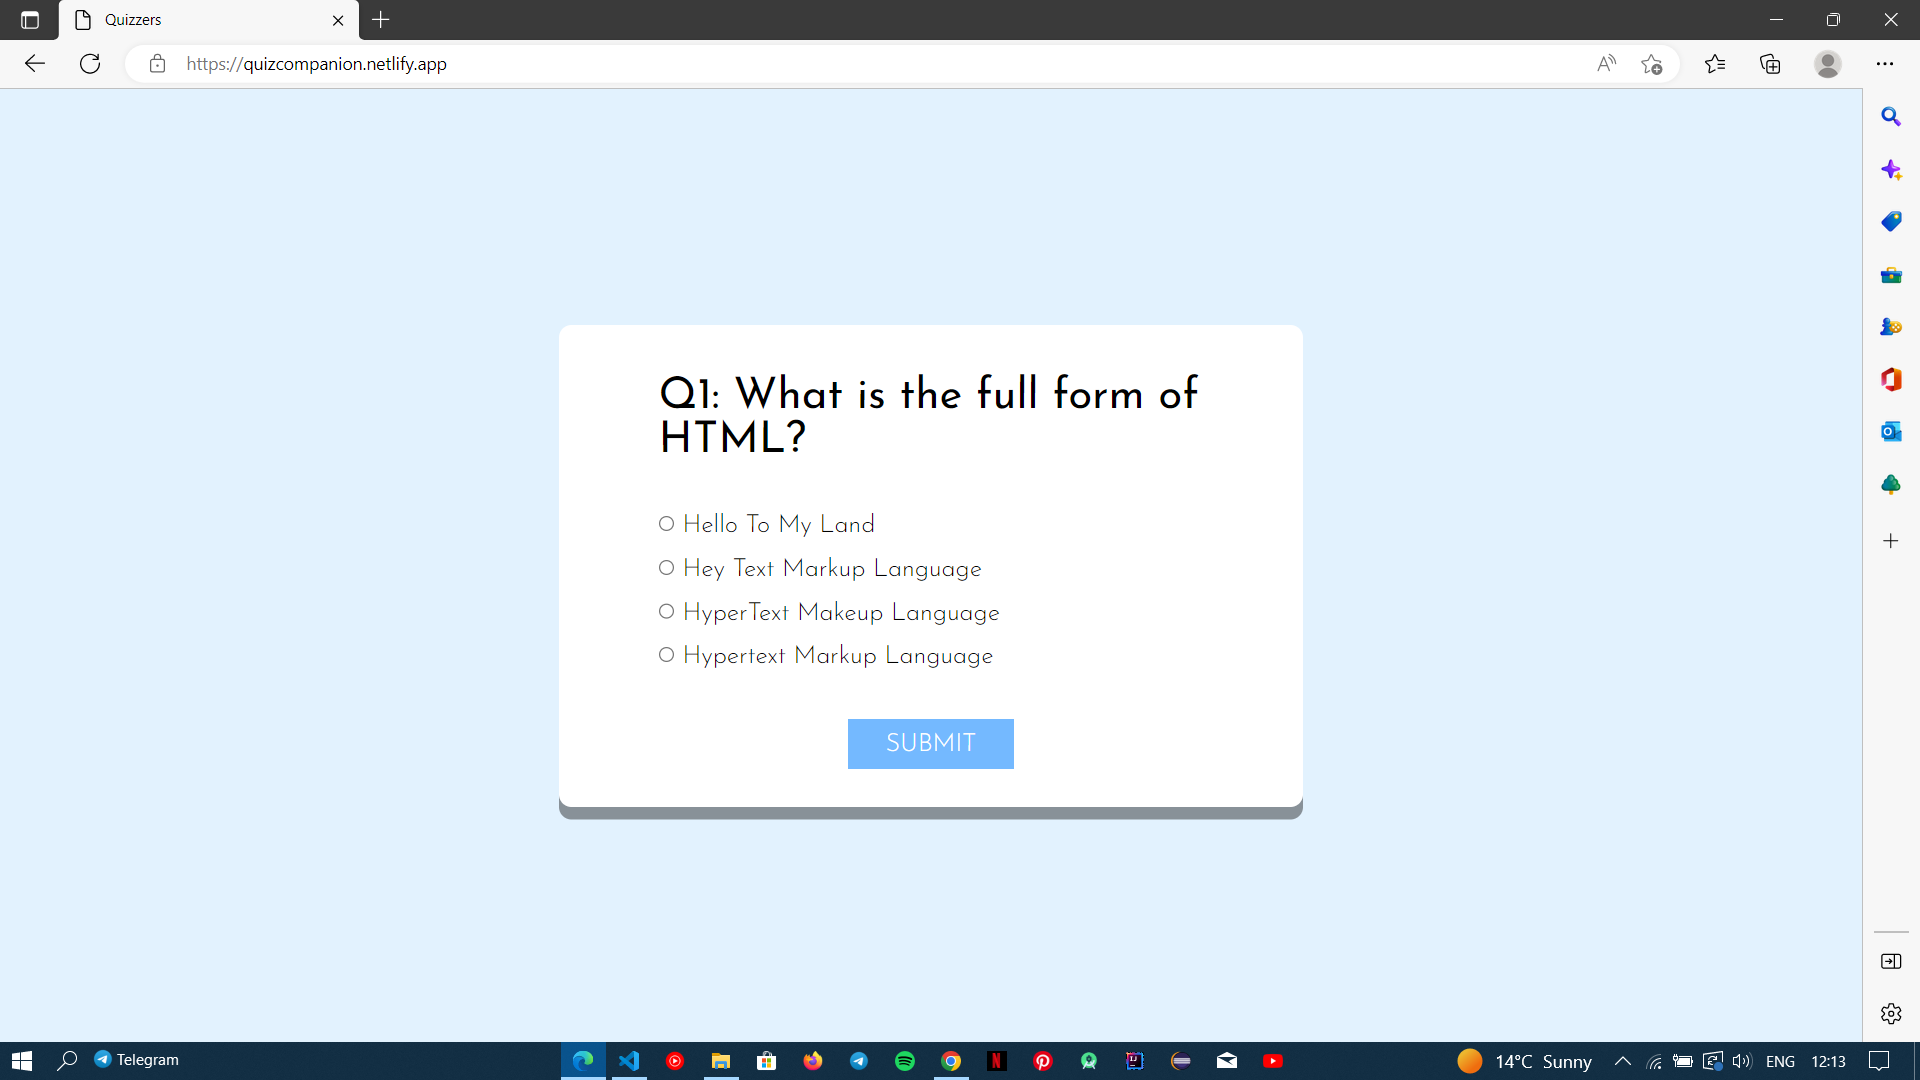 Quizzers
https://quizcompanion.netlify.app
Q1: What is the full form of
HTML?
Hello To My Land
Hey Text Markup Language
HyperText Makeup Language
Hypertext Markup Language
SUBMIT
Telegram
14°C Sunny
ENG
12:13